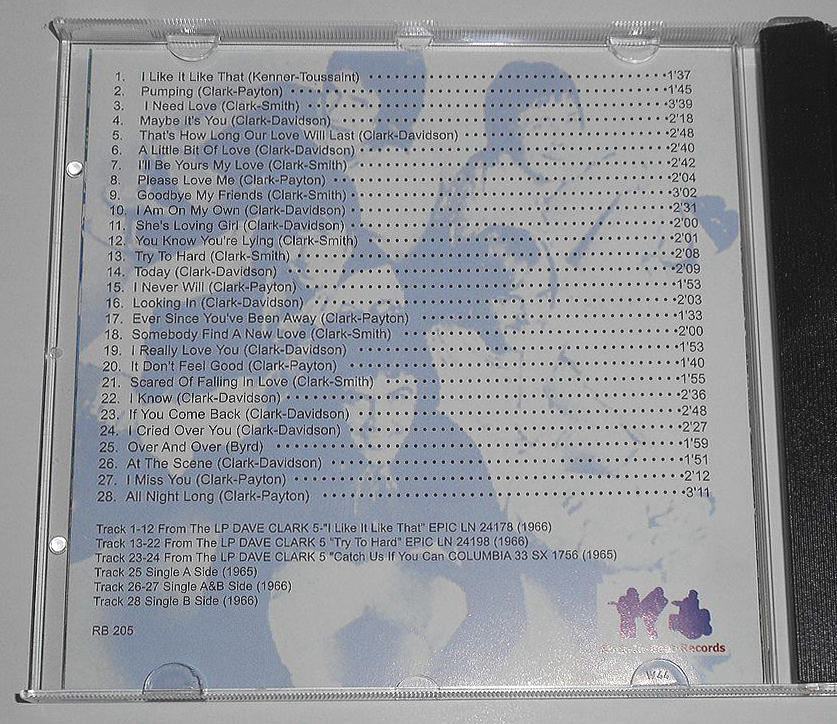 1. I Like It Like That (Kenner-Toussaint) 1'37
2. Pumping (Clark-Payton) 1'45
3. I Need Love (Clark-Smith) 3'39
4. Maybe It's You (Clark-Davidson) 2'18
5. That's How Long Our Love Will Last (Clark-Davidson) 2'48
6. A Little Bit Of Love (Clark-Davidson) 2'40
7. I'll Be Yours My Love (Clark-Smith) 2'42
8. Please Love Me (Clark-Payton) 2'04
9. Goodbye My Friends (Clark-Smith) 3'02
10. I Am On My Own (Clark-Davidson) 2'31
11. She's Loving Girl (Clark-Davidson) 2'00
12. You Know You're Lying (Clark-Smith) 2'01
13. Try To Hard (Clark-Smith) 2'08
14. Today (Clark-Davidson) 2'09
15. I Never Will (Clark-Payton) 1'53
16. Looking In (Clark-Davidson) 2'03
17. Ever Since You've Been Away (Clark-Payton) 1'33
18. Somebody Find A New Love (Clark-Smith) 2'00
19. I Really Love You (Clark-Davidson) 1'53
20. It Don't Feel Good (Clark-Payton) 1'40
21. Scared Of Falling In Love (Clark-Smith) 1'55
22. I Know (Clark-Davidson) 2'36
23. If You Come Back (Clark-Davidson) 2'48
24. I Cried Over You (Clark-Davidson) 2'27
25. Over And Over (Byrd) 1'59
26. At The Scene (Clark-Davidson) 1'51
27. I Miss You (Clark-Payton) 2'12
28. All Night Long (Clark-Payton) 3'11
Track 1-12 From The LP DAVE CLARK 5-"I Like It Like That" EPIC LN 24178 (1966)
Track 13-22 From The LP DAVE CLARK 5 "Try To Hard" EPIC LN 24198 (1966)
Track 23-24 From The LP DAVE CLARK 5 "Catch Us If You Can COLUMBIA 33 SX 1756 (1965)
Track 25 Single A Side (1965)
Track 26-27 Single A&B Side (1966)
Track 28 Single B Side (1966)
RB 205
Records